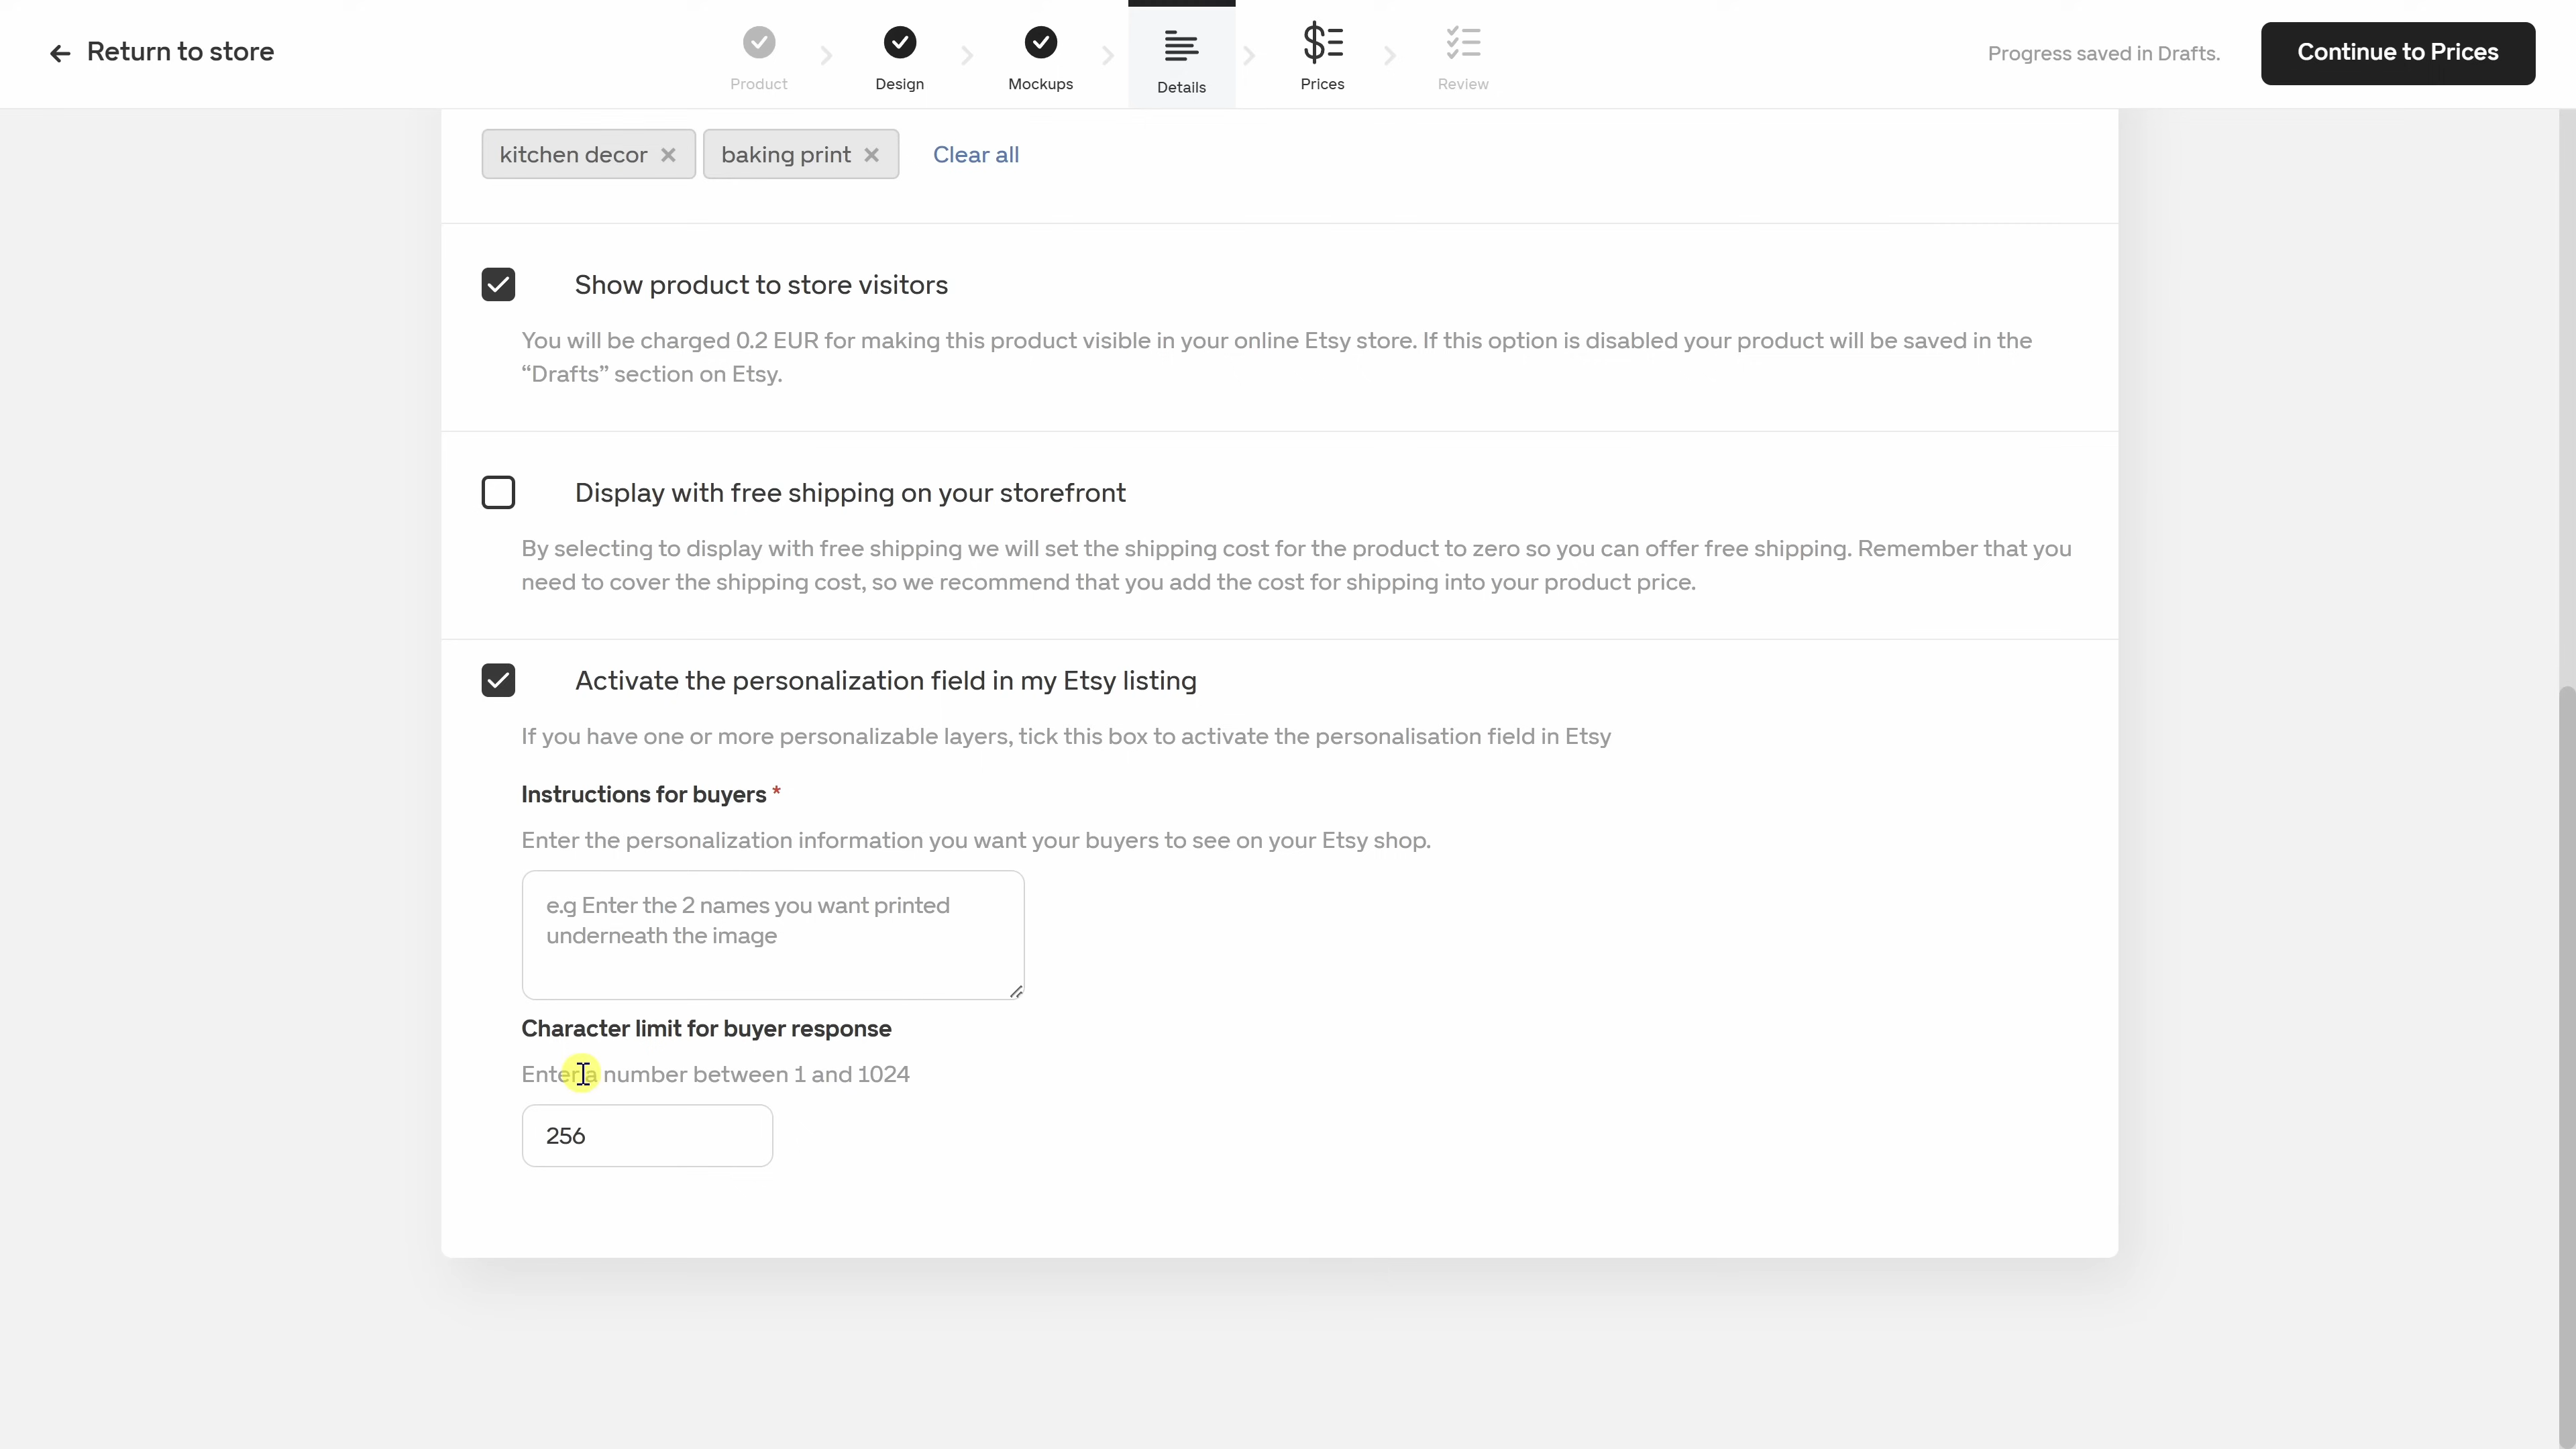 Return to store
Product
Design
Mockups
Details
Prices
Review
Progress saved in Drafts.
Continue to Prices
kitchen decor
baking print
Clear all
Show product to store visitors
You will be charged 0.2 EUR for making this product visible in your online Etsy store. If this option is disabled your product will be saved in the
“Drafts” section on Etsy.
Display with free shipping on your storefront
By selecting to display with free shipping we will set the shipping cost for the product to zero so you can offer free shipping. Remember that you
need to cover the shipping cost, so we recommend that you add the cost for shipping into your product price.
Activate the personalization field in my Etsy listing
If you have one or more personalizable layers, tick this box to activate the personalisation field in Etsy
Instructions for buyers *
Enter the personalization information you want your buyers to see on your Etsy shop.
e.g Enter the 2 names you want printed
underneath the image
Character limit for buyer response
Enter a number between 1 and 1024
256